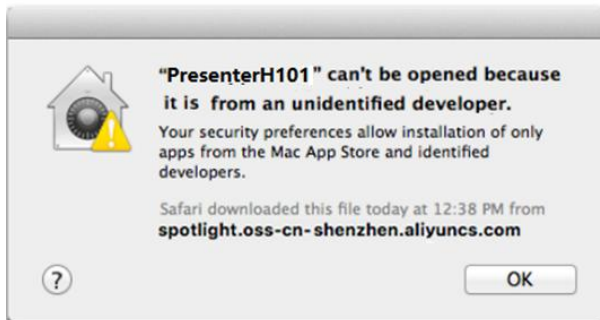 “PresenterH101” can't be opened because
it is from an unidentified developer.
Your security preferences allow installation of only
apps from the Mac App Store and identified
developers.
Safari downloaded this file today at 12:38 PM from
spotlight.oss-cn-shenzhen.aliyuncs.com
? OK